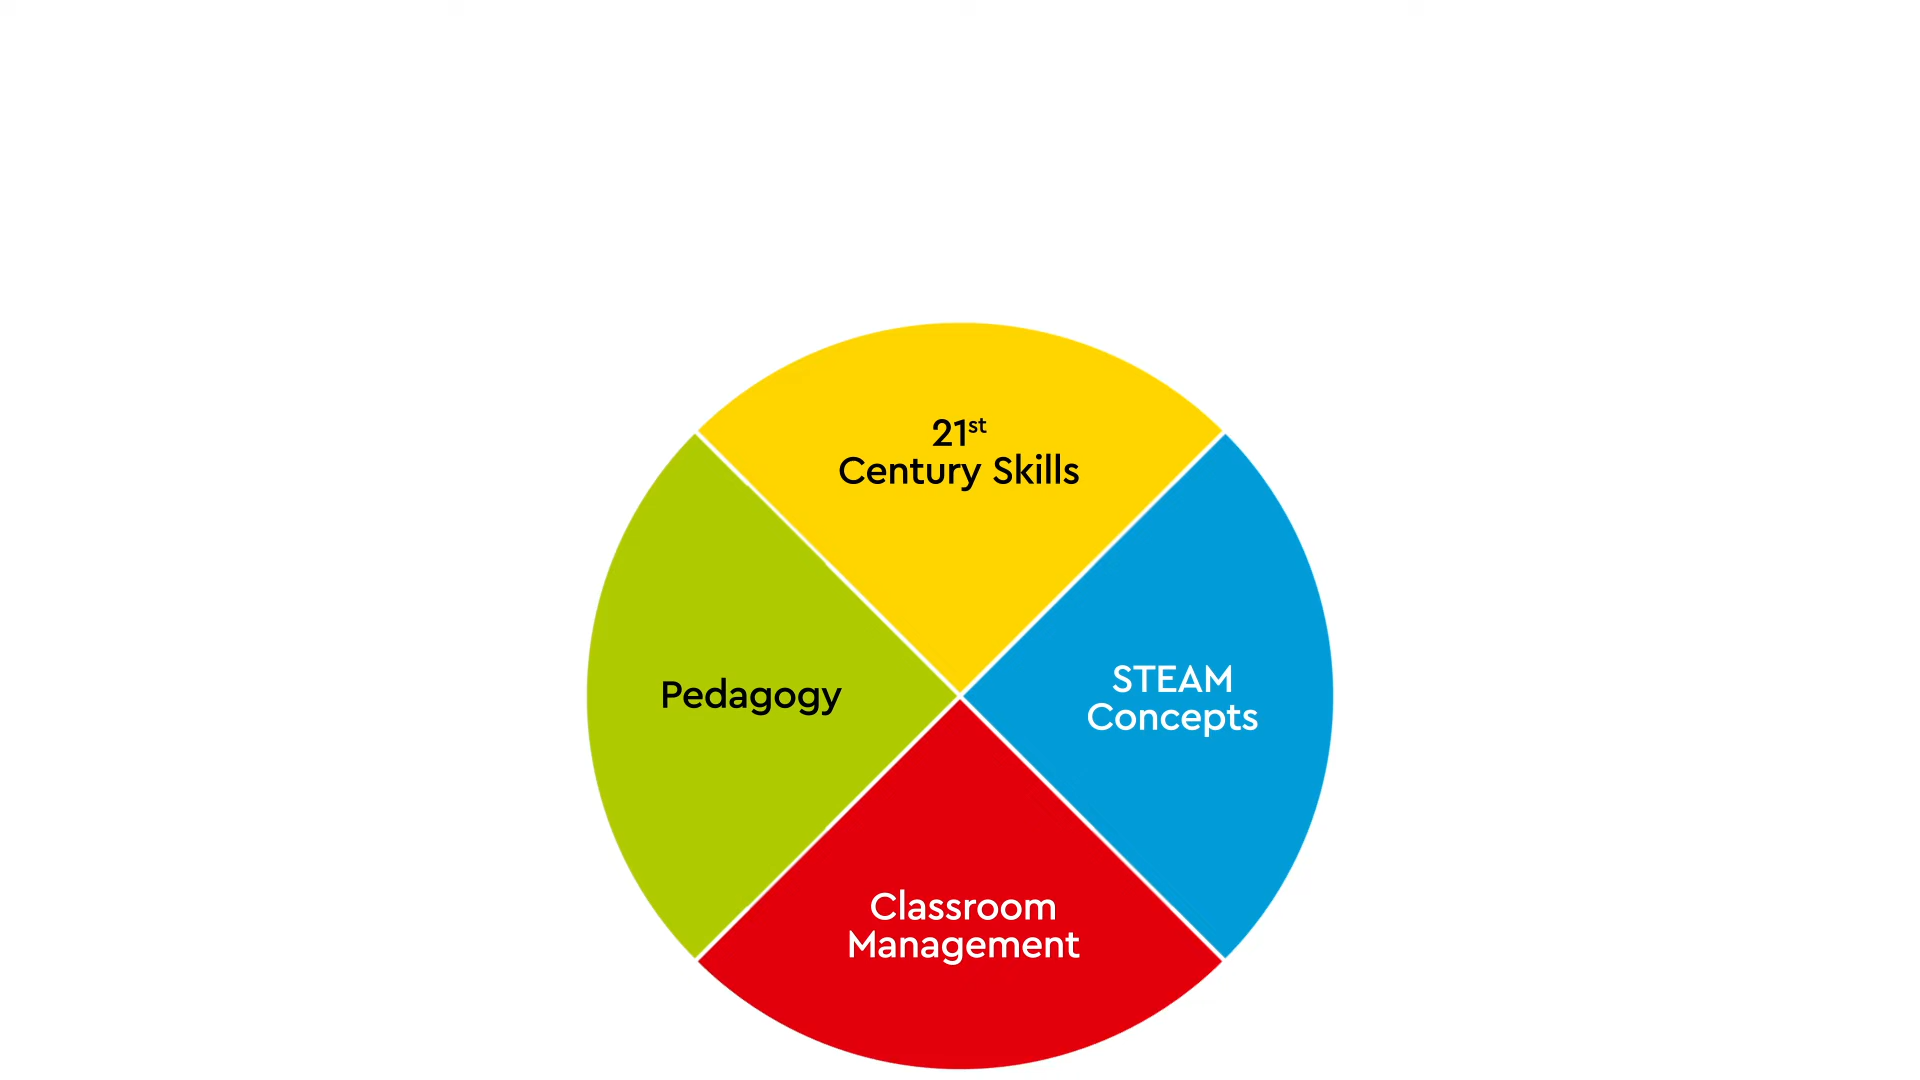 21st
Century Skills
Pedagogy
STEAM
Concepts
Classroom
Management